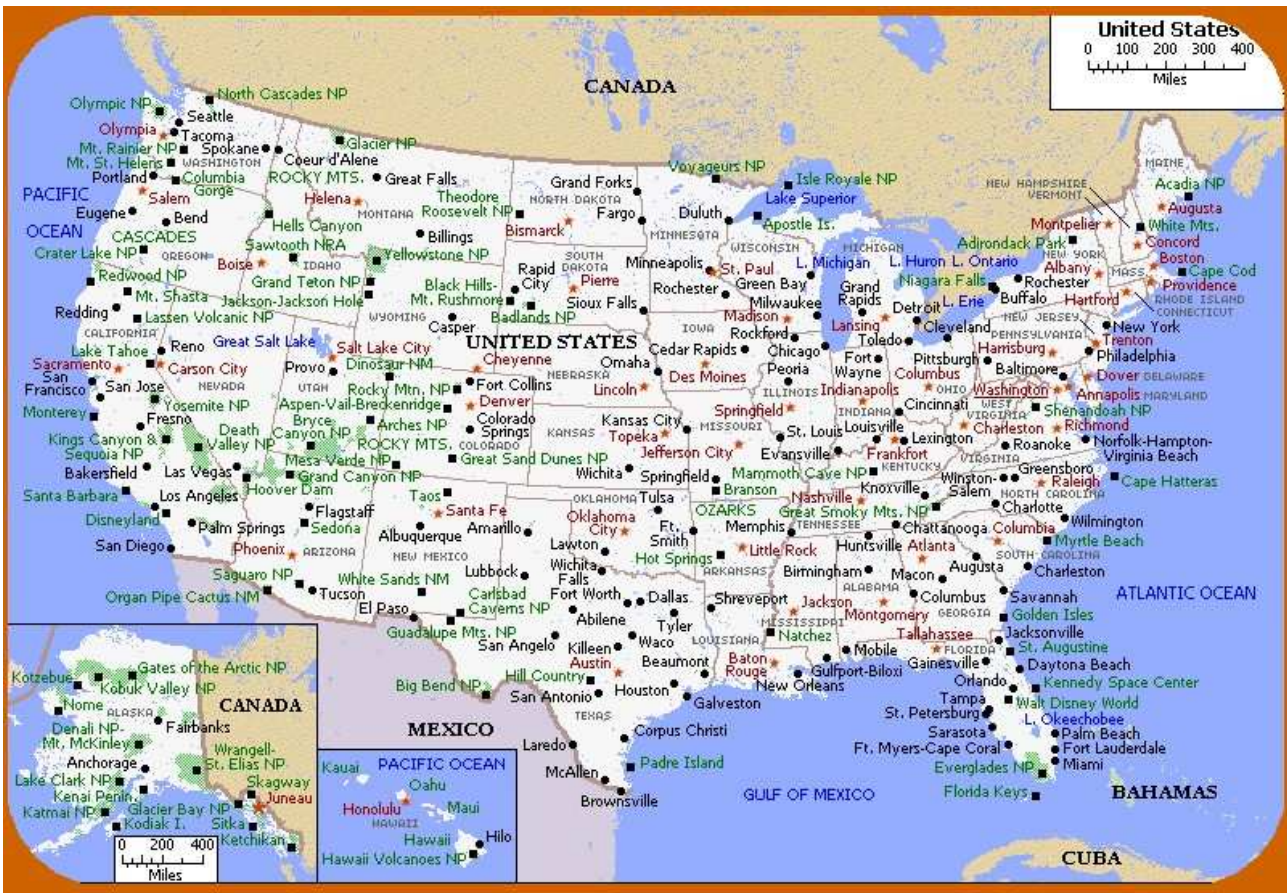 United States
0 100 200 300 400
Miles
CANADA
North Cascades NP
Olympic NP
Seattle
Olympia
Tacoma
Mt. Rainier NP
Spokane
Glacier NP
Coeur d'Alene
Mt. St. Helens
WASHINGTON
Portland
Columbia
Gorge
ROCKY MTS.
Great Falls
Voyageurs NP
Isle Royale NP
Lake Superior
MAINE
Acadia NP
NEW HAMPSHIRE
VERMONT
PACIFIC
OCEAN
Salem
Helena
MONTANA
Theodore
Roosevelt NP
Grand Forks
NORTH DAKOTA
Fargo
Duluth
Apostle Is.
Augusta
Montpelier
White Mts.
Eugene
Bend
Hells Canyon
Billings
Bismarck
MINNESOTA
WISCONSIN
MICHIGAN
Adirondack Park
Concord
CASCADES
Sawtooth NRA
Crater Lake NP
OREGON
Boise
IDAHO
Yellowstone NP
SOUTH
DAKOTA
Minneapolis
St. Paul
L. Michigan
L. Huron
L. Ontario
NEW YORK
Boston
Redwood NP
Grand Teton NP
Rapid
City
Pierre
Green Bay
Grand
Rapids
Niagara Falls
Rochester
Albany
MASS.
Cape Cod
Mt. Shasta
Jackson-Jackson Hole
Black Hills-
Mt. Rushmore
Rochester
Milwaukee
Detroit
L. Erie
Buffalo
Hartford
Providence
RHODE ISLAND
CONNECTICUT
Redding
Lassen Volcanic NP
WYOMING
Badlands NP
Sioux Falls
Madison
Lansing
Cleveland
NEW JERSEY
CALIFORNIA
Casper
IOWA
Rockford
Toledo
PENNSYLVANIA
New York
Reno
Great Salt Lake
UNITED STATES
Omaha
Cedar Rapids
Chicago
Fort
Wayne
Pittsburgh
Harrisburg
Trenton
Philadelphia
Lake Tahoe
Salt Lake City
Cheyenne
NEBRASKA
Des Moines
Peoria
Columbus
Baltimore
Sacramento
Carson City
Provo
Dinosaur NM
Fort Collins
Lincoln
ILLINOIS
Indianapolis
OHIO
Washington
Dover
DELAWARE
San
Francisco
San Jose
NEVADA
UTAH
Rocky Mtn. NP
Denver
INDIANA
Cincinnati
WEST
VIRGINIA
Annapolis
MARYLAND
Monterey
Yosemite NP
Aspen-Vail-Breckenridge
Kansas City
Springfield
Shenandoah NP
Fresno
Bryce
Canyon NP
Arches NP
Colorado
Springs
KANSAS
Topeka
MISSOURI
St. Louis
Louisville
Charleston
Richmond
Kings Canyon &
Sequoia NP
Death
Valley NP
ROCKY MTS.
COLORADO
Jefferson City
Evansville
Lexington
Frankfort
Roanoke
Norfolk-Hampton-
Virginia Beach
Bakersfield
Las Vegas
Mesa Verde NP
Great Sand Dunes NP
Wichita
Springfield
Mammoth Cave NP
KENTUCKY
VIRGINIA
Greensboro
Grand Canyon NP
Santa Barbara
Los Angeles
Hoover Dam
Taos
OKLAHOMA
Tulsa
Branson
Nashville
Knoxville
Winston-
Salem
Raleigh
NORTH CAROLINA
Cape Hatteras
Disneyland
Flagstaff
Sedona
Santa Fe
OZARKS
Great Smoky Mts. NP
Charlotte
Palm Springs
Albuquerque
Amarillo
Oklahoma
City
Ft.
Smith
Memphis
TENNESSEE
Chattanooga
Columbia
Wilmington
San Diego
Phoenix
ARIZONA
NEW MEXICO
Lawton
Hot Springs
Little Rock
Huntsville
Atlanta
Myrtle Beach
SOUTH CAROLINA
Saguaro NP
White Sands NM
Lubbock
Wichita
Falls
ARKANSAS
Birmingham
Macon
Augusta
Charleston
Organ Pipe Cactus NM
Tucson
Carlsbad
Caverns NP
Fort Worth
Dallas
Shreveport
ALABAMA
Columbus
Savannah
ATLANTIC OCEAN
El Paso
Abilene
Tyler
Jackson
MISSISSIPPI
Montgomery
GEORGIA
Golden Isles
Guadalupe Mts. NP
San Angelo
Waco
LOUISIANA
Natchez
Tallahassee
Jacksonville
Killeen
St. Augustine
Austin
Beaumont
Baton
Rouge
Mobile
FLORIDA
Gainesville
Daytona Beach
Hill Country
Gulfport-Biloxi
Big Bend NP
San Antonio
Houston
New Orleans
Orlando
Kennedy Space Center
Galveston
Tampa
Walt Disney World
TEXAS
St. Petersburg
L. Okeechobee
MEXICO
Corpus Christi
Sarasota
Palm Beach
Laredo
Ft. Myers-Cape Coral
Fort Lauderdale
McAllen
Padre Island
Everglades NP
Miami
Brownsville
GULF OF MEXICO
Florida Keys
BAHAMAS
CUBA
Gates of the Arctic NP
Kotzebue
Kobuk Valley NP
CANADA
Nome
ALASKA
Fairbanks
Denali NP-
Mt. McKinley
Wrangell-
St. Elias NP
Anchorage
Lake Clark NP
Skagway
Kenai Penin.
Juneau
Katmai NP
Glacier Bay NP
Kodiak I.
Sitka
Ketchikan
0 200 400
Miles
PACIFIC OCEAN
Kauai
Oahu
Honolulu
Maui
HAWAII
Hawaii
Hilo
Hawaii Volcanoes NP